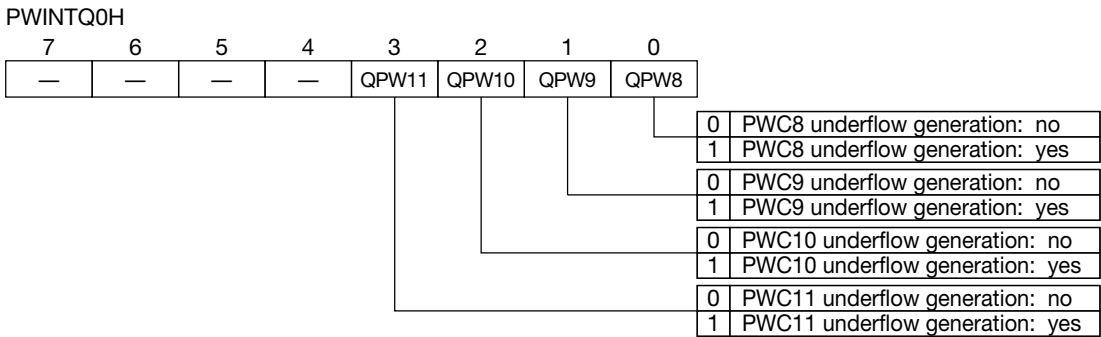 PWINTQ0H
7 6 5 4 3 2 1 0
— — — — QPW11 QPW10 QPW9 QPW8
0 PWC8 underflow generation: no
1 PWC8 underflow generation: yes
0 PWC9 underflow generation: no
1 PWC9 underflow generation: yes
0 PWC10 underflow generation: no
1 PWC10 underflow generation: yes
0 PWC11 underflow generation: no
1 PWC11 underflow generation: yes